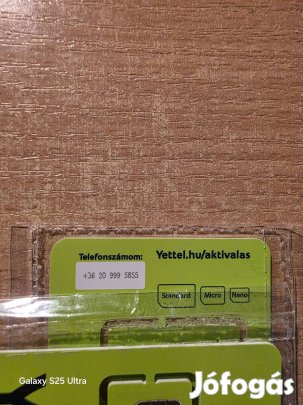 Telefonszámom:
Yettel.hu/aktivalas
+36 20 999 5855
Standard
Micro
Nano
Galaxy S25 Ultra
Jófogás